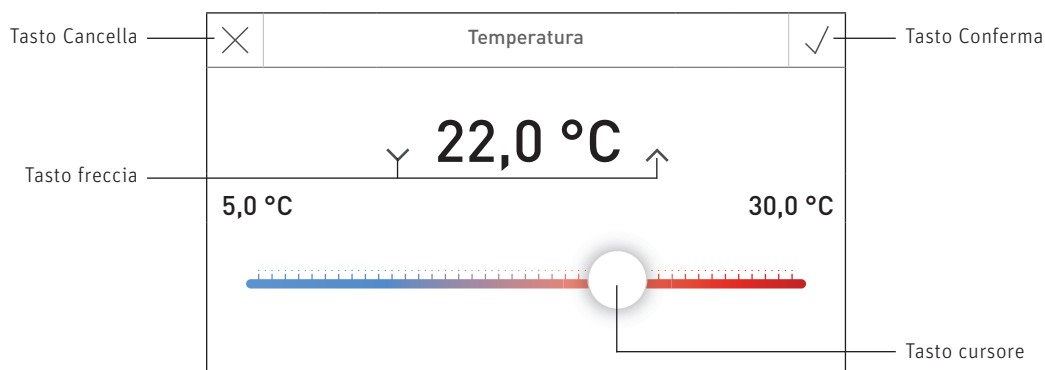 Tasto Cancella
Temperatura
Tasto Conferma
22,0 °C
Tasto freccia
5,0 °C
30,0 °C
Tasto cursore